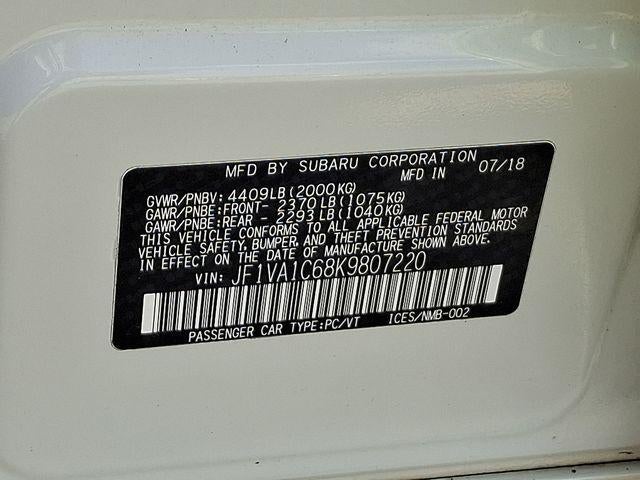 MFD BY SUBARU CORPORATION
MFD IN 07/18
GVWR/PNBV: 4409LB(2000KG)
GAWR/PNBE:FRONT- 2370LB(1075KG)
GAWR/PNBE:REAR - 2293LB(1040KG)
THIS VEHICLE CONFORMS TO ALL APPLICABLE FEDERAL MOTOR
VEHICLE SAFETY, BUMPER, AND THEFT PREVENTION STANDARDS
IN EFFECT ON THE DATE OF MANUFACTURE SHOWN ABOVE.
VIN: JF1VA1C68K9807220
PASSENGER CAR TYPE:PC/VT ICES/NMB-002